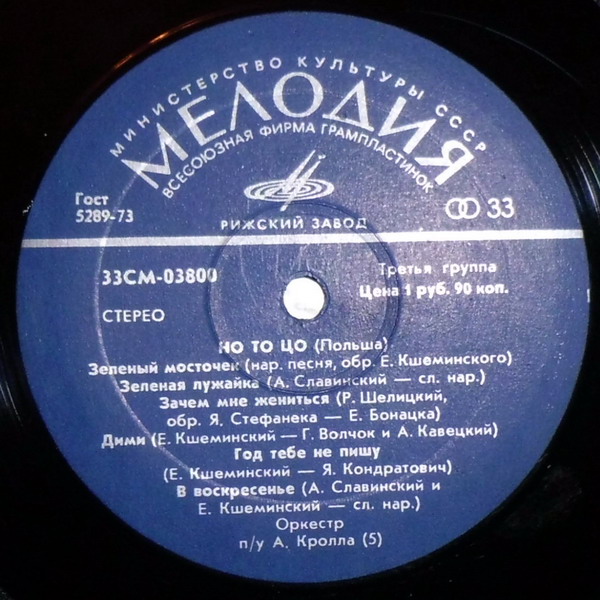 МИНИСТЕРСТВО КУЛЬТУРЫ СССР
МЕЛОДИЯ
ВСЕСОЮЗНАЯ ФИРМА ГРАМПЛАСТИНОК
Гост
5289-73
33
РИЖСКИЙ ЗАВОД
33СМ-03800
Третья группа
Цена 1 руб. 90 коп.
СТЕРЕО
НО ТО ЦО (Польша)
Зеленый мосточек (нар. песня, обр. Е. Кшеминского)
Зеленая лужайка (А. Славинский — сл. нар.)
Зачем мне жениться (Р. Шелицкий,
обр. Я. Стефанека — Е. Бонацка)
Дими (Е. Кшеминский — Г. Волчок и А. Кавецкий)
Год тебе не пишу
(Е. Кшеминский — Я. Кондратович)
В воскресенье (А. Славинский и
Е. Кшеминский — сл. нар.)
Оркестр
п/у А. Кролла (5)